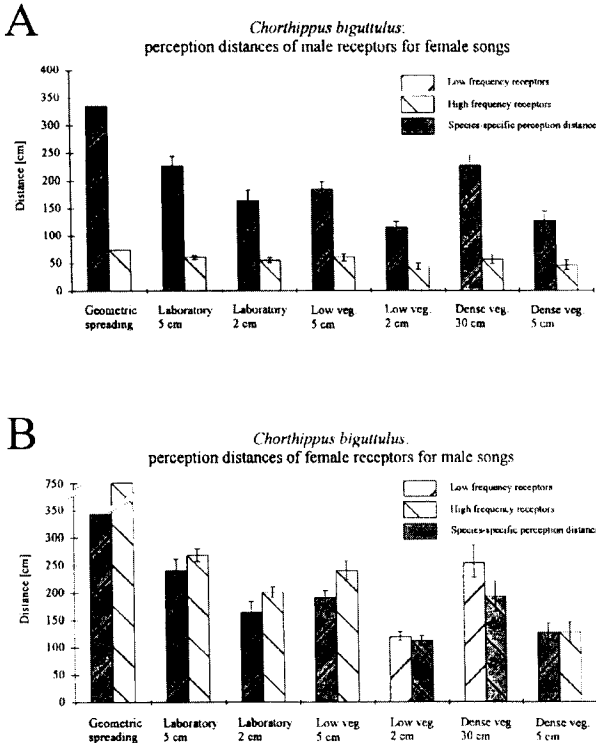 A
Chorthippus biguttulus:
perception distances of male receptors for female songs
400
350
300
250
200
150
100
50
0
Distance [cm]
Low frequency receptors
High frequency receptors
Species-specific perception distance
Geometric spreading
Laboratory 5 cm
Laboratory 2 cm
Low veg. 5 cm
Low veg. 2 cm
Dense veg. 30 cm
Dense veg. 5 cm
B
Chorthippus biguttulus.
perception distances of female receptors for male songs
750
350
300
250
200
150
100
50
0
Distance [cm]
Low frequency receptors
High frequency receptors
Species-specific perception distance
Geometric spreading
Laboratory 5 cm
Laboratory 2 cm
Low veg 5 cm
Low veg 2 cm
Dense veg 30 cm
Dense veg. 5 cm